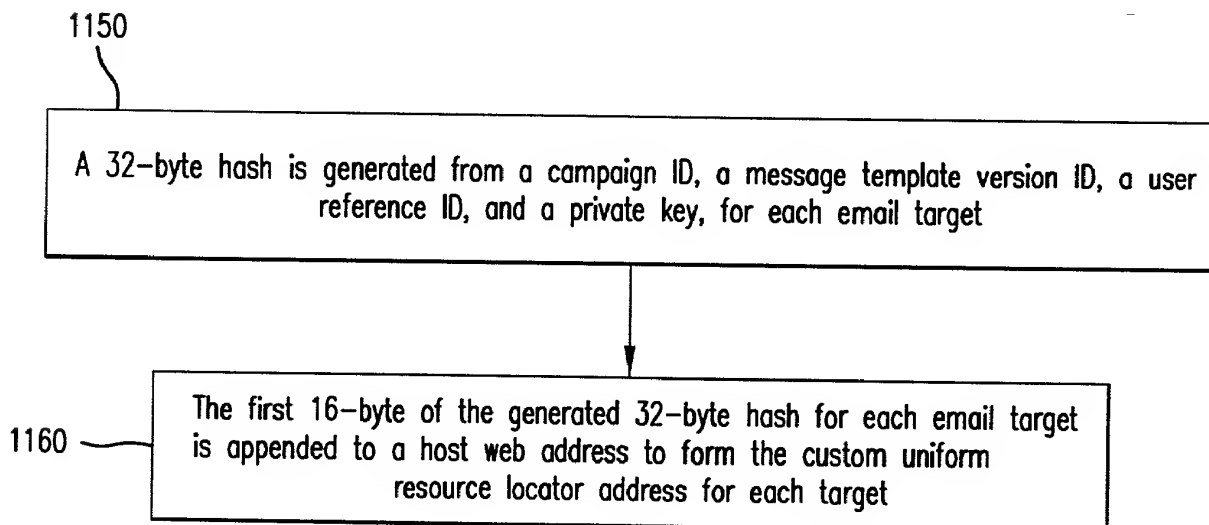 1150
A 32-byte hash is generated from a campaign ID, a message template version ID, a user
reference ID, and a private key, for each email target
1160
The first 16-byte of the generated 32-byte hash for each email target
is appended to a host web address to form the custom uniform
resource locator address for each target